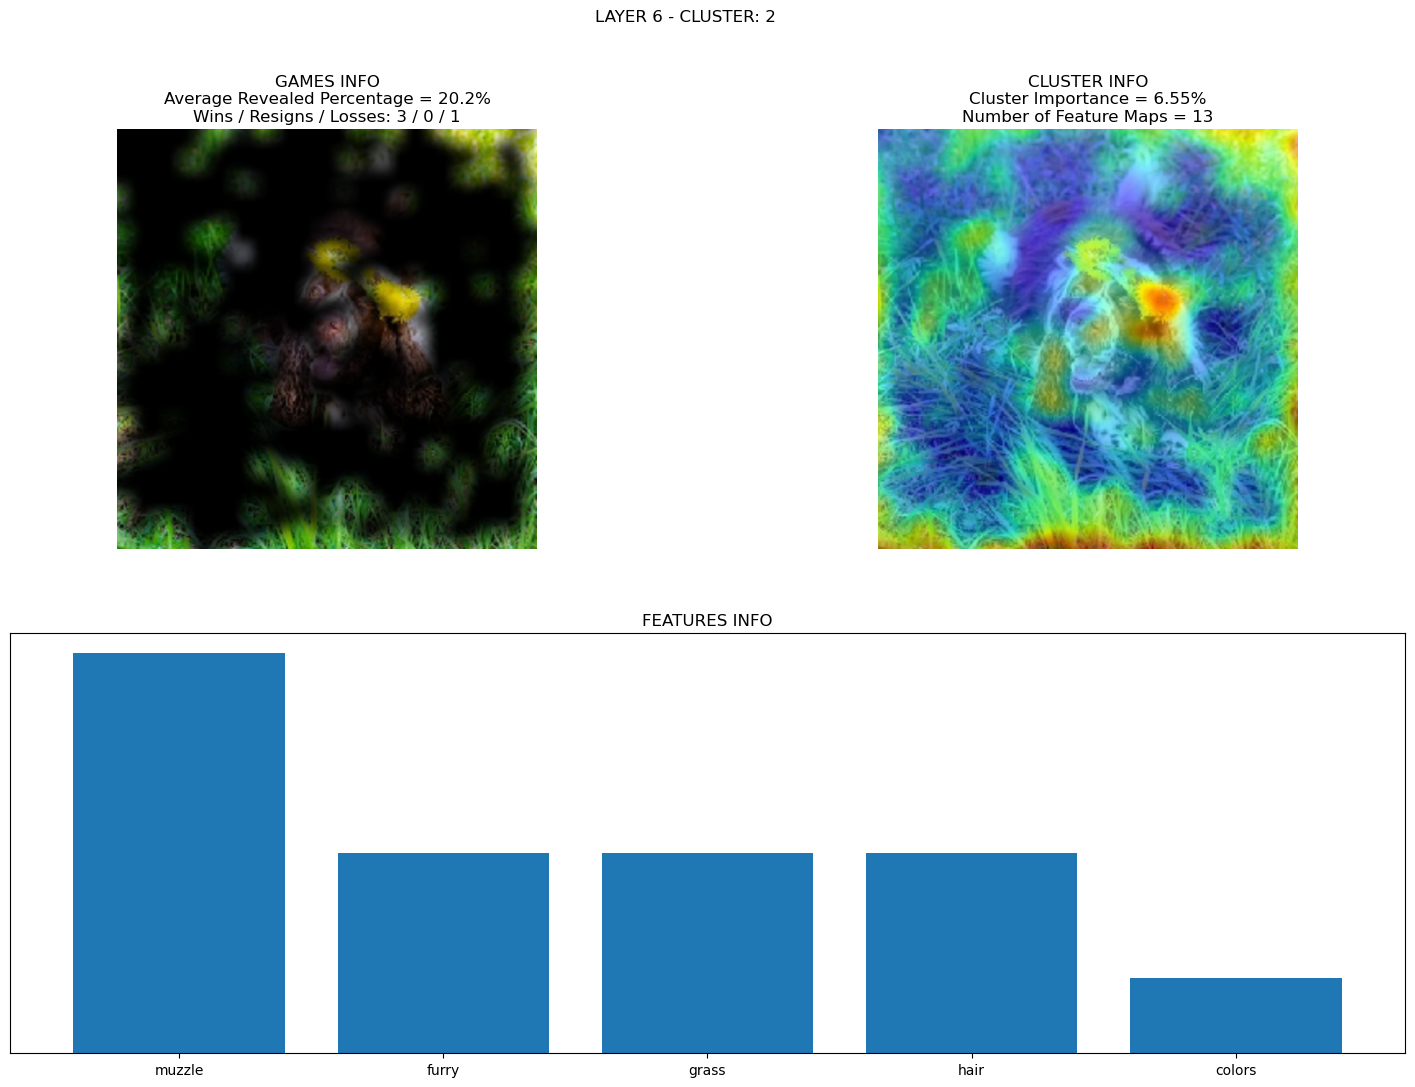 LAYER 6 - CLUSTER: 2
GAMES INFO
Average Revealed Percentage = 20.2%
Wins / Resigns / Losses: 3 / 0 / 1
CLUSTER INFO
Cluster Importance = 6.55%
Number of Feature Maps = 13
FEATURES INFO
muzzle
furry
grass
hair
colors